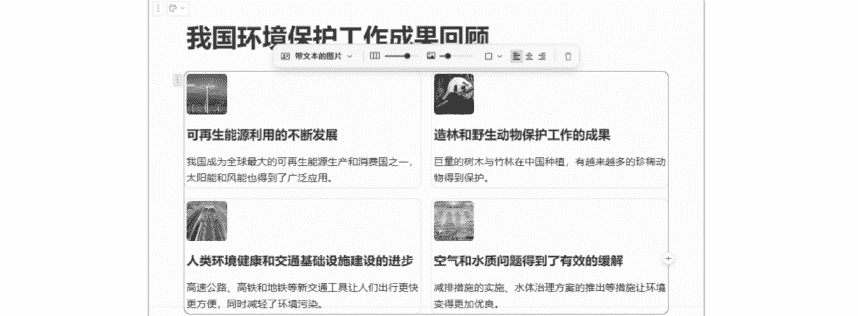 我国环境保护工作成果回顾
带文本的图片
可再生能源利用的不断发展
我国成为全球最大的可再生能源生产和消费国之一，
太阳能和风能也得到了广泛应用。
造林和野生动物保护工作的成果
巨量的树木与竹林在中国种植，有越来越多的珍稀动
物得到保护。
人类环境健康和交通基础设施建设的进步
高速公路、高铁和地铁等新交通工具让人们出行更快
更方便，同时减轻了环境污染。
空气和水质问题得到了有效的缓解
减排措施的实施、水体治理方案的推出等措施让环境
变得更加优良。